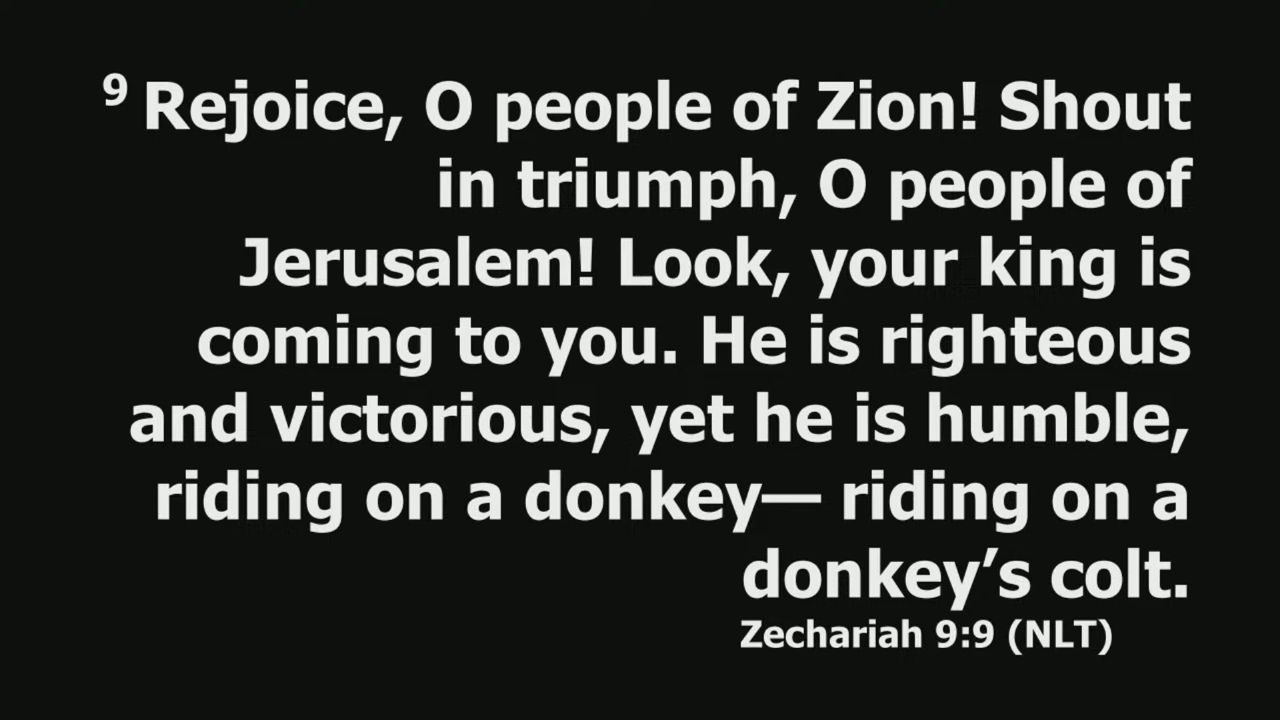 ⁹ Rejoice, O people of Zion! Shout
in triumph, O people of
Jerusalem! Look, your king is
coming to you. He is righteous
and victorious, yet he is humble,
riding on a donkey— riding on a
donkey’s colt.
Zechariah 9:9 (NLT)